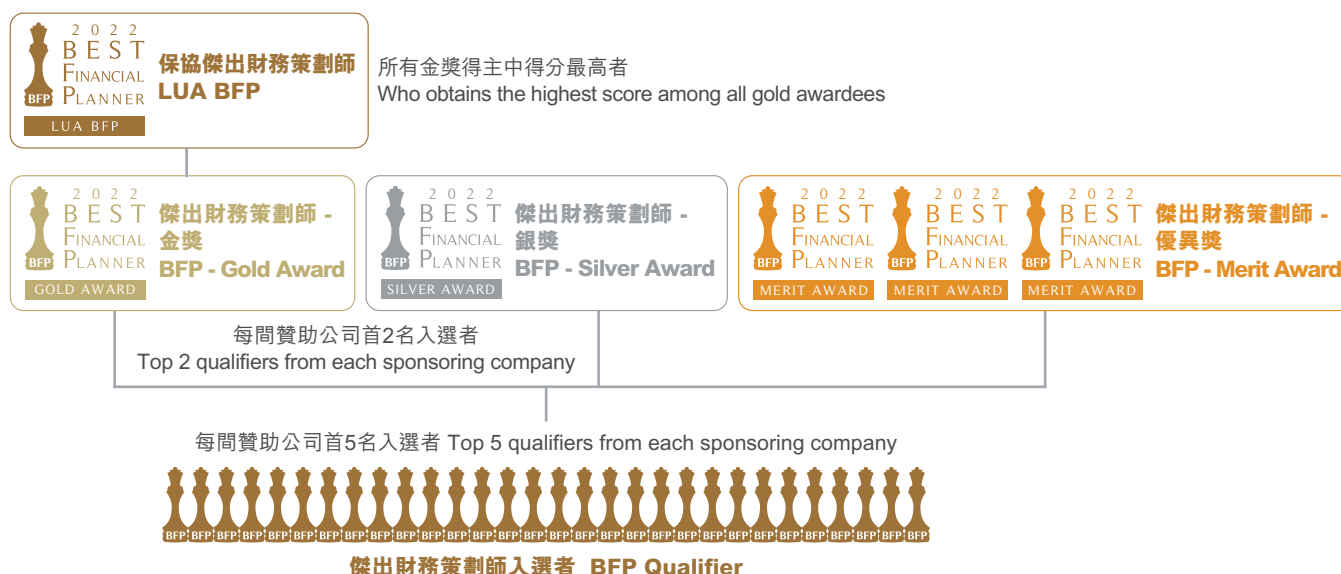 2022
BEST
FINANCIAL
PLANNER
BFP
LUA BFP
保協傑出財務策劃師
LUA BFP
所有金獎得主中得分最高者
Who obtains the highest score among all gold awardees
2022
BEST
FINANCIAL
PLANNER
BFP
GOLD AWARD
傑出財務策劃師 -
金獎
BFP - Gold Award
2022
BEST
FINANCIAL
PLANNER
BFP
SILVER AWARD
傑出財務策劃師 -
銀獎
BFP - Silver Award
2022
BEST
FINANCIAL
PLANNER
BFP
MERIT AWARD
2022
BEST
FINANCIAL
PLANNER
BFP
MERIT AWARD
2022
BEST
FINANCIAL
PLANNER
BFP
MERIT AWARD
傑出財務策劃師 -
優異獎
BFP - Merit Award
每間贊助公司首2名入選者
Top 2 qualifiers from each sponsoring company
每間贊助公司首5名入選者 Top 5 qualifiers from each sponsoring company
BFP BFP BFP BFP BFP BFP BFP BFP BFP BFP BFP BFP BFP BFP BFP BFP BFP BFP BFP BFP BFP BFP BFP BFP BFP BFP BFP
傑出財務策劃師入選者 BFP Qualifier